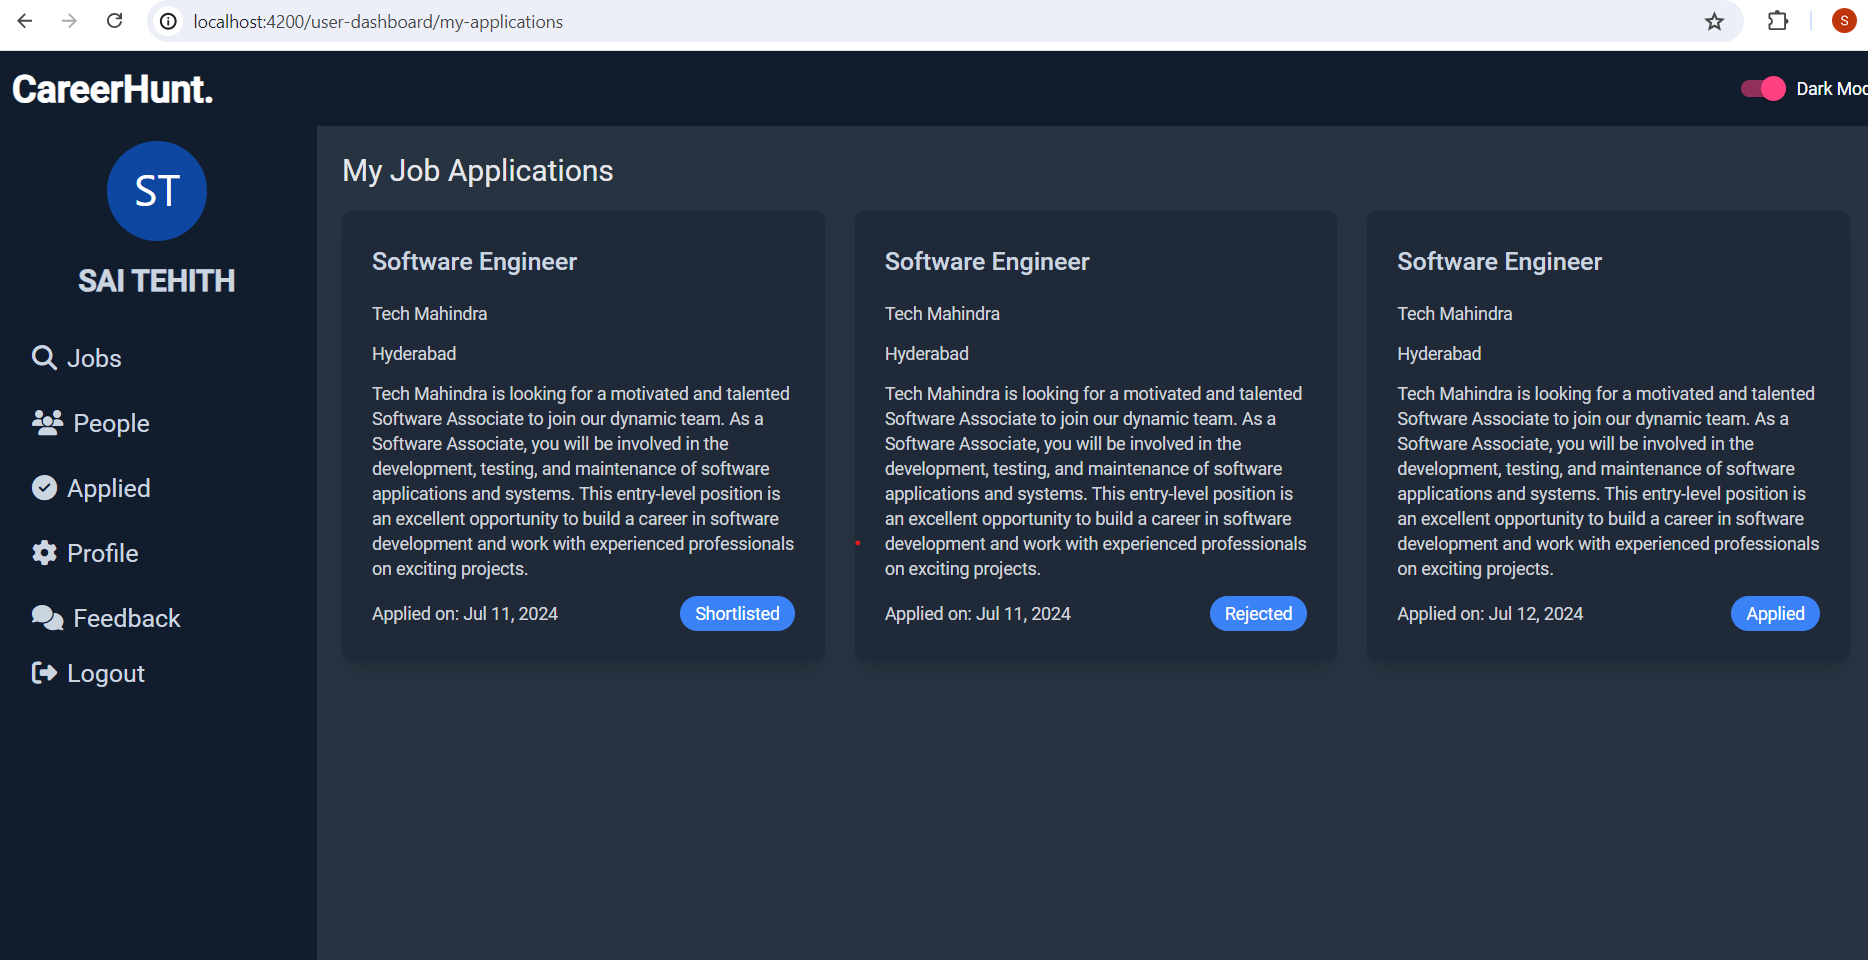 localhost:4200/user-dashboard/my-applications
S
CareerHunt.
Dark Mod
ST
SAI TEHITH
Jobs
People
Applied
Profile
Feedback
Logout
My Job Applications
Software Engineer
Tech Mahindra
Hyderabad
Tech Mahindra is looking for a motivated and talented
Software Associate to join our dynamic team. As a
Software Associate, you will be involved in the
development, testing, and maintenance of software
applications and systems. This entry-level position is
an excellent opportunity to build a career in software
development and work with experienced professionals
on exciting projects.
Applied on: Jul 11, 2024 Shortlisted
Software Engineer
Tech Mahindra
Hyderabad
Tech Mahindra is looking for a motivated and talented
Software Associate to join our dynamic team. As a
Software Associate, you will be involved in the
development, testing, and maintenance of software
applications and systems. This entry-level position is
an excellent opportunity to build a career in software
development and work with experienced professionals
on exciting projects.
Applied on: Jul 11, 2024 Rejected
Software Engineer
Tech Mahindra
Hyderabad
Tech Mahindra is looking for a motivated and talented
Software Associate to join our dynamic team. As a
Software Associate, you will be involved in the
development, testing, and maintenance of software
applications and systems. This entry-level position is
an excellent opportunity to build a career in software
development and work with experienced professionals
on exciting projects.
Applied on: Jul 12, 2024 Applied